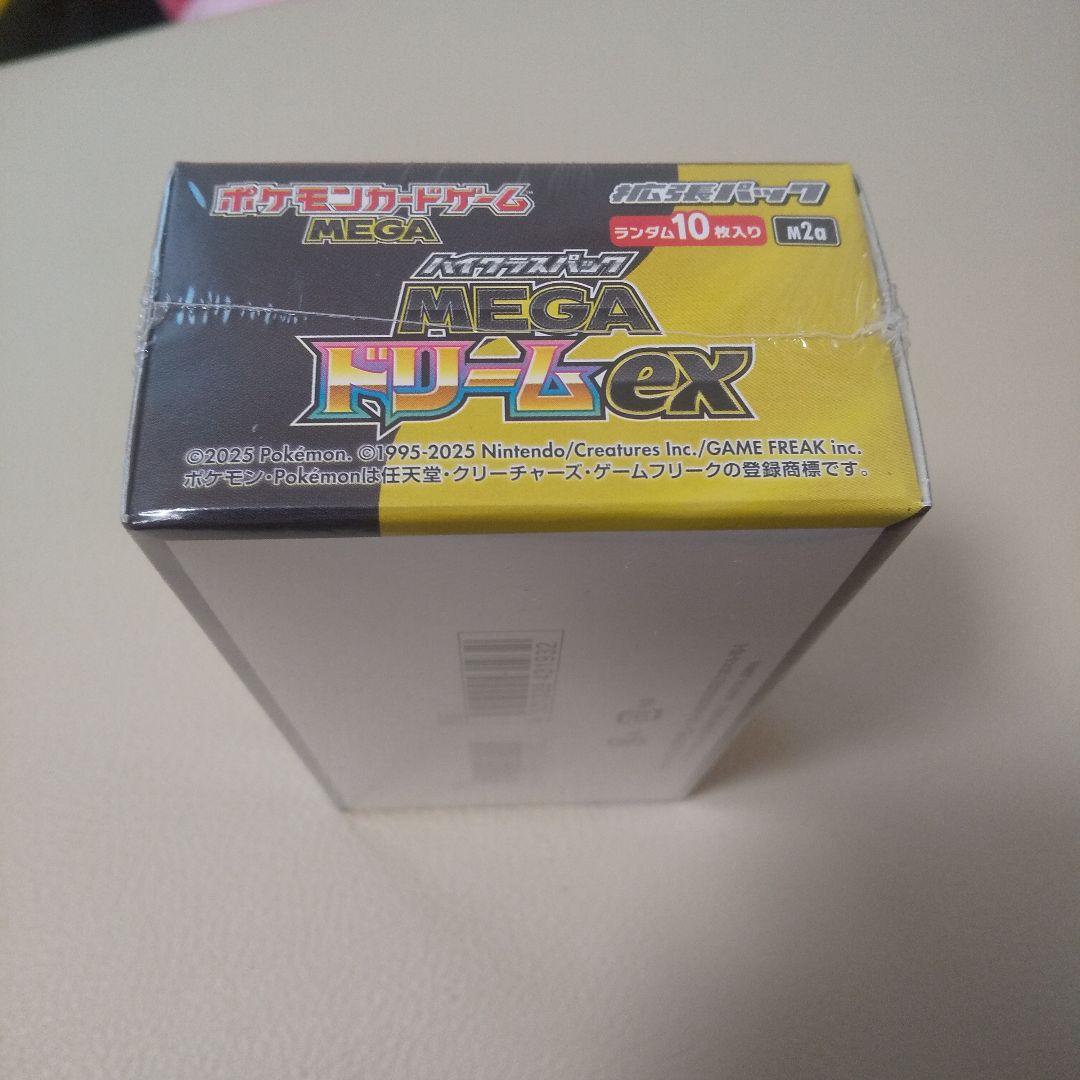 ポケモンカードゲーム
MEGA
拡張パック
ランダム10枚入り M2a
ハイクラスパック
MEGA
ドリームex
©2025 Pokémon. ©1995-2025 Nintendo/Creatures Inc./GAME FREAK inc.
ポケモン・Pokémonは任天堂・クリーチャーズ・ゲームフリークの登録商標です。
431932